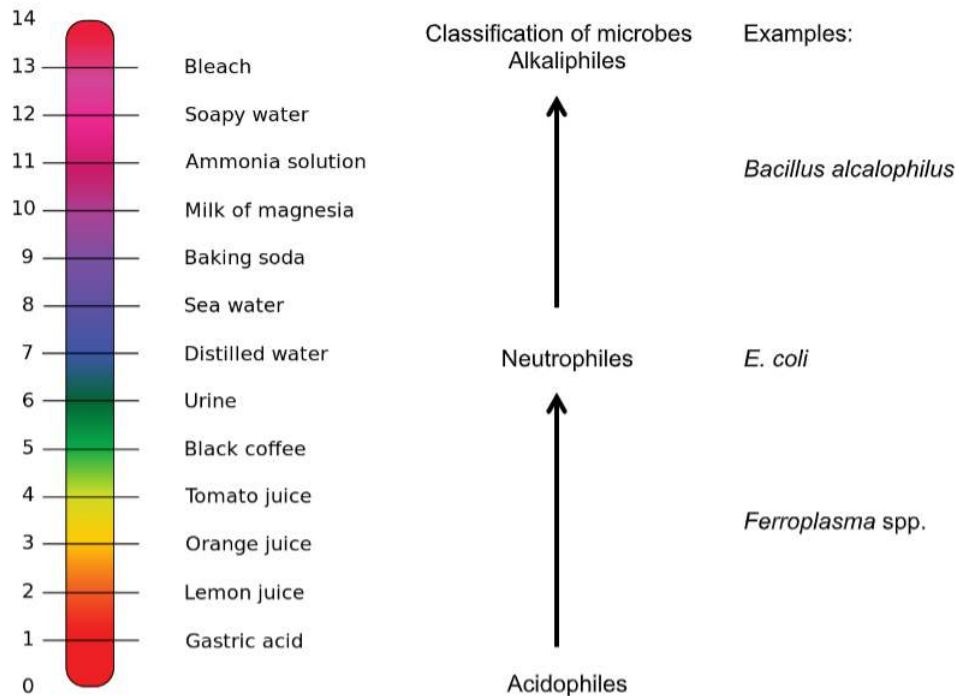 14
Classification of microbes
Alkaliphiles
Examples:
13 Bleach
12 Soapy water
11 Ammonia solution
Bacillus alcalophilus
10 Milk of magnesia
9 Baking soda
8 Sea water
7 Distilled water
Neutrophiles
E. coli
6 Urine
5 Black coffee
4 Tomato juice
Ferroplasma spp.
3 Orange juice
2 Lemon juice
1 Gastric acid
0
Acidophiles